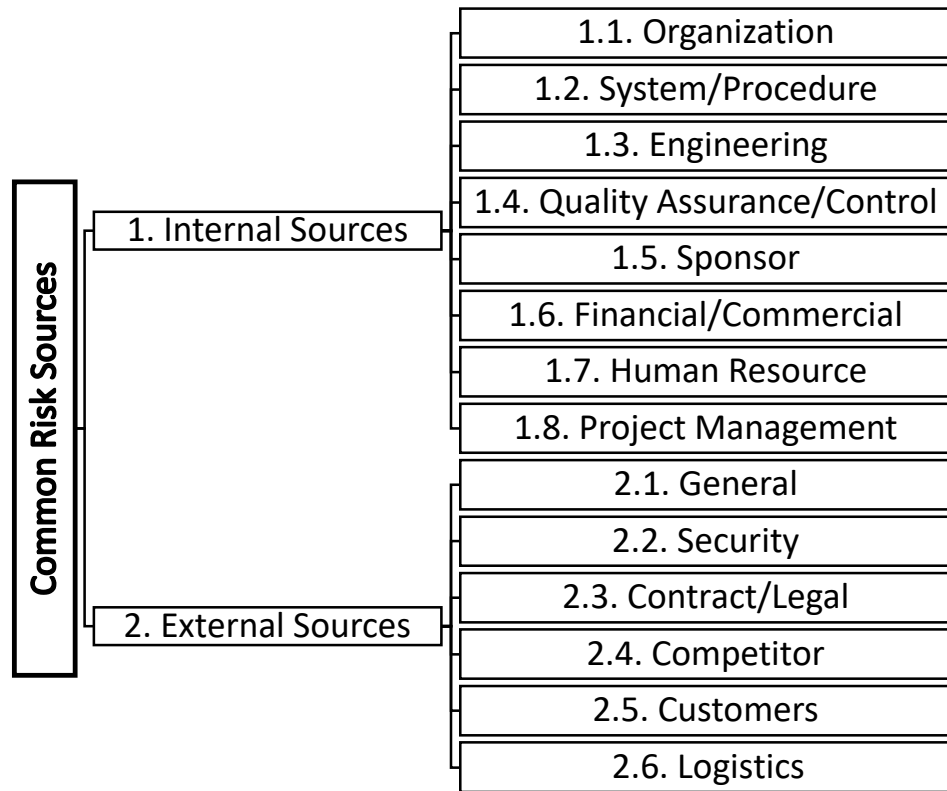 Common Risk Sources
1. Internal Sources
1.1. Organization
1.2. System/Procedure
1.3. Engineering
1.4. Quality Assurance/Control
1.5. Sponsor
1.6. Financial/Commercial
1.7. Human Resource
1.8. Project Management
2. External Sources
2.1. General
2.2. Security
2.3. Contract/Legal
2.4. Competitor
2.5. Customers
2.6. Logistics